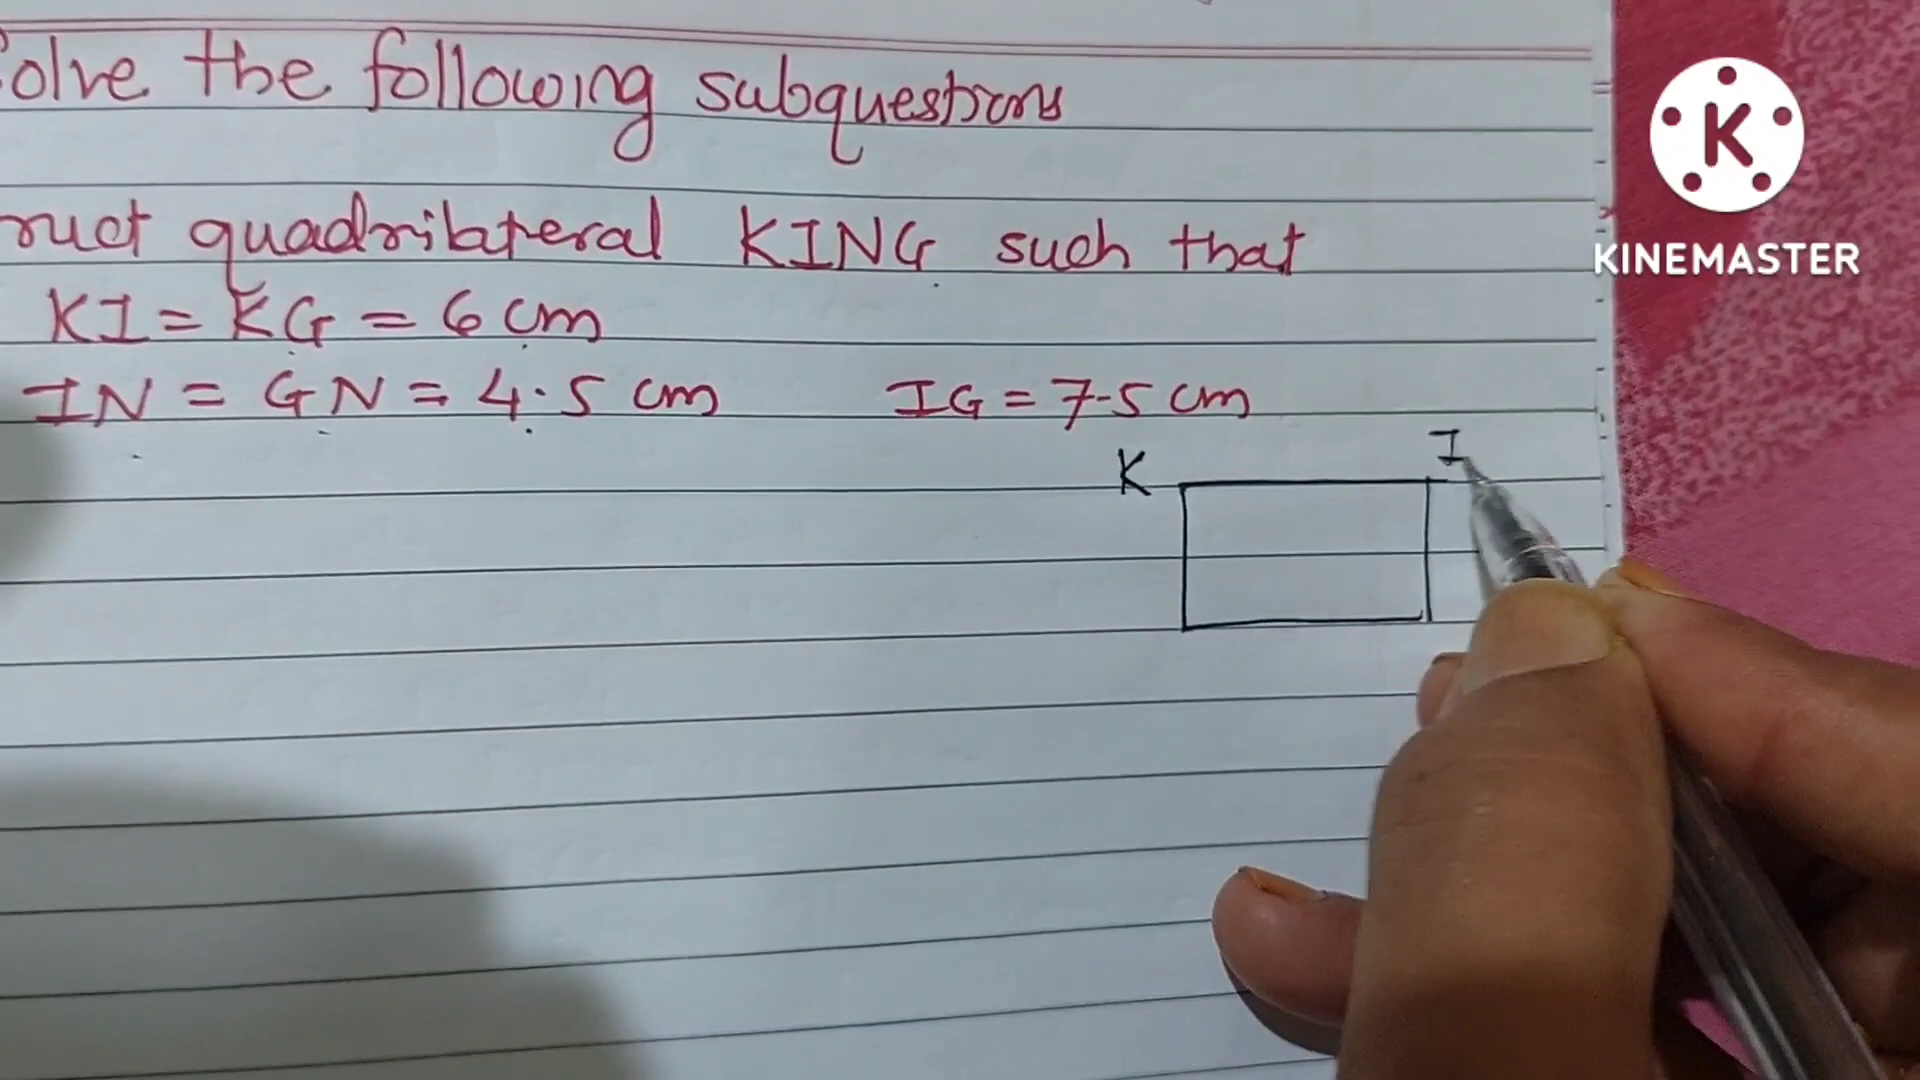 olve the following subquestions
ruct quadrilateral KING such that
KI = KG = 6 cm
IN = GN = 4.5 cm IG = 7.5 cm
K I
K
KINEMASTER